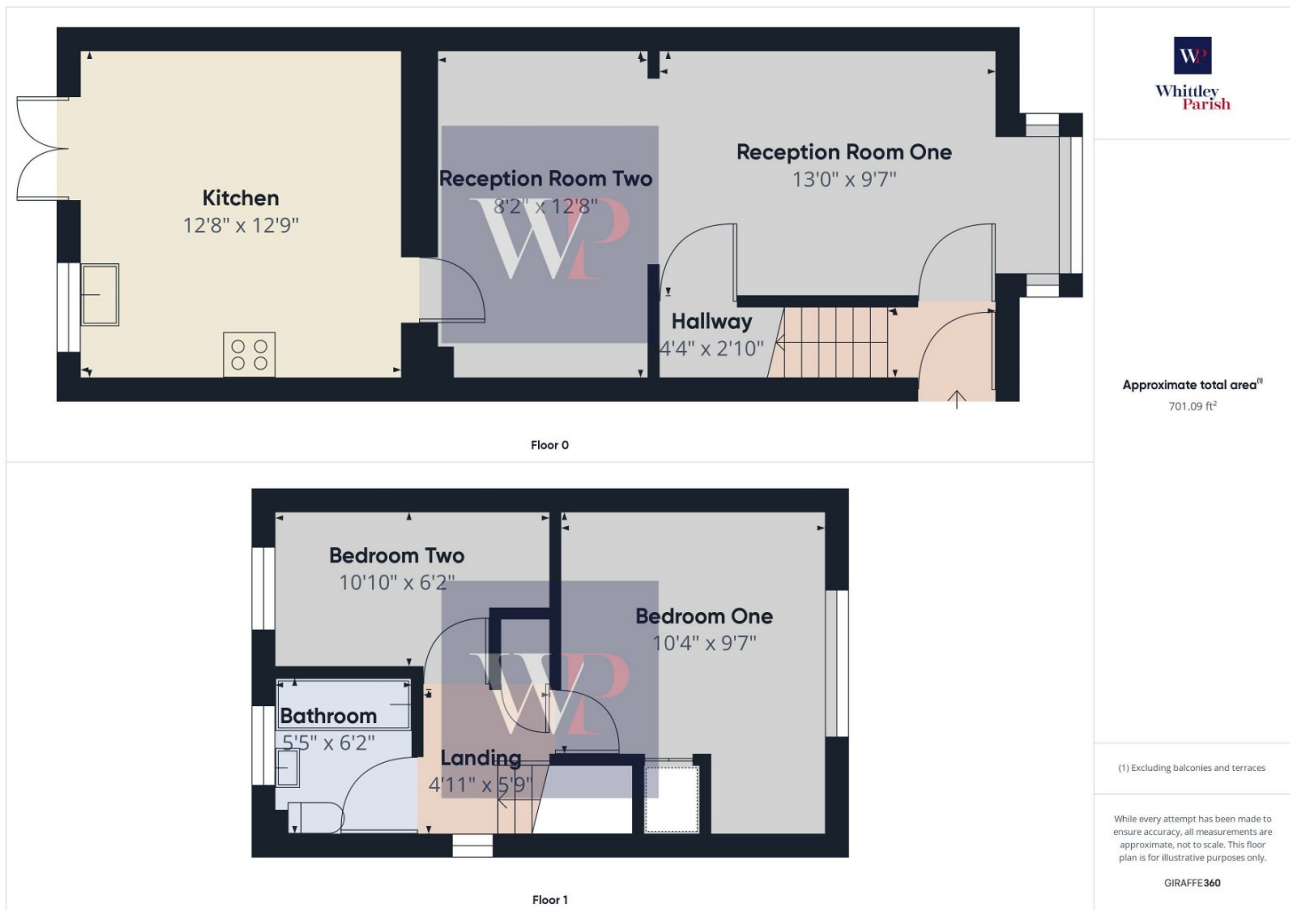 Kitchen
12'8" x 12'9"
Reception Room Two
8'2" x 12'8"
Reception Room One
13'0" x 9'7"
Hallway
4'4" x 2'10"
WP
Floor 0
Bedroom Two
10'10" x 6'2"
Bedroom One
10'4" x 9'7"
Bathroom
5'5" x 6'2"
Landing
4'11" x 5'9"
WP
Floor 1
WP
Whittley
Parish
Approximate total area(1)
701.09 ft²
(1) Excluding balconies and terraces
While every attempt has been made to
ensure accuracy, all measurements are
approximate, not to scale. This floor
plan is for illustrative purposes only.
GIRAFFE360